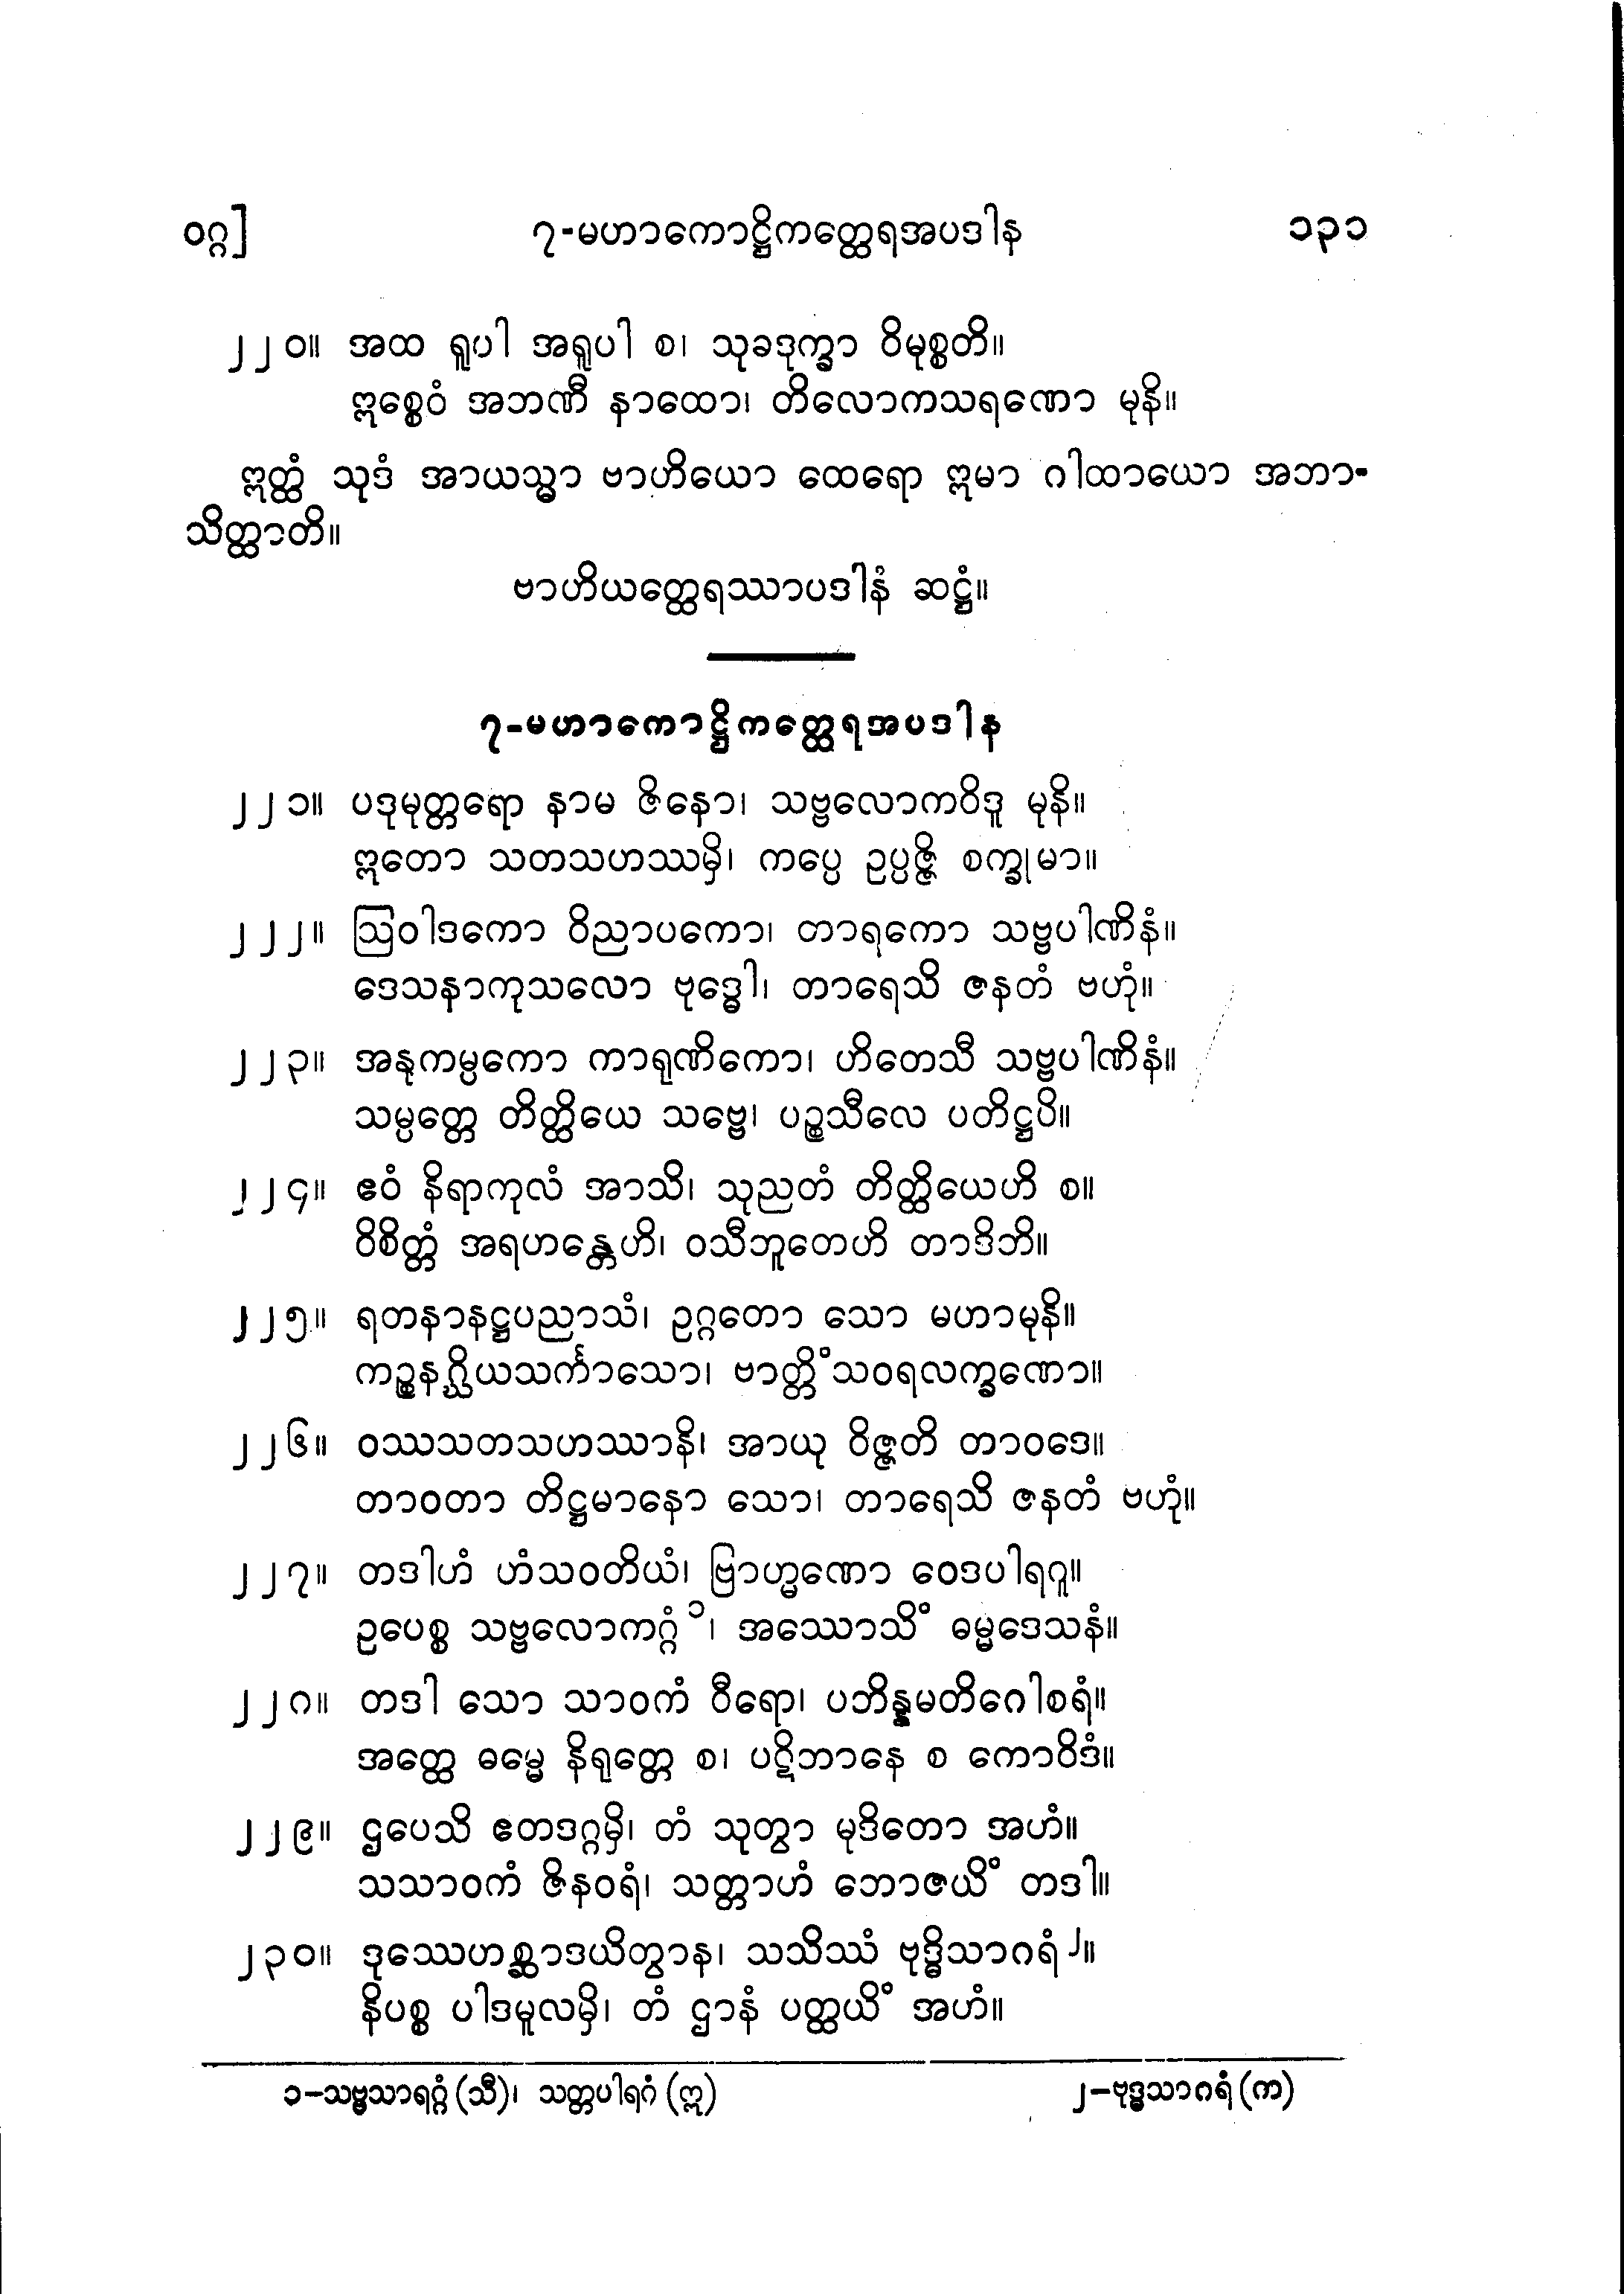 ဝဂ္ဂ] ၇-မဟာကောဋ္ဌိကတ္ထေရအပဒါန ၁၃၁
၂၂၀။ အထ ရူပါ အရူပါ စ၊ သုခဒုက္ခာ ဝိမုစ္စတိ။
ဣစ္စေဝံ အဘဏီ နာထော၊ တိလောကသရဏော မုနိ။
ဣတ္ထံ သုဒံ အာယသ္မာ ဗာဟိယော ထေရော ဣမာ ဂါထာယော အဘာ-
သိတ္ထာတိ။
ဗာဟိယတ္ထေရဿာပဒါနံ ဆဋ္ဌံ။
၇-မဟာကောဋ္ဌိကတ္ထေရအပဒါန
၂၂၁။ ပဒုမုတ္တရော နာမ ဇိနော၊ သဗ္ဗလောကဝိဒူ မုနိ။
ဣတော သတသဟဿမှိ၊ ကပ္ပေ ဥပ္ပဇ္ဇိ စက္ခုမာ။
၂၂၂။ ဩဝါဒကော ဝိညာပကော၊ တာရကော သဗ္ဗပါဏိနံ။
ဒေသနာကုသလော ဗုဒ္ဓေါ၊ တာရေသိ ဇနတံ ဗဟုံ။
၂၂၃။ အနုကမ္ပကော ကာရုဏိကော၊ ဟိတေသီ သဗ္ဗပါဏိနံ။
သမ္ပတ္တေ တိတ္ထိယေ သဗ္ဗေ၊ ပဉ္စသီလေ ပတိဋ္ဌပိ။
၂၂၄။ ဧဝံ နိရာကုလံ အာသိ၊ သုညတံ တိတ္ထိယေဟိ စ။
ဝိစိတ္တံ အရဟန္တေဟိ၊ ဝသီဘူတေဟိ တာဒိဘိ။
၂၂၅။ ရတနာနဋ္ဌပညာသံ၊ ဥဂ္ဂတော သော မဟာမုနိ။
ကဉ္စနဂ္ဃိယသင်္ကာသော၊ ဗာတ္တိံသဝရလက္ခဏော။
၂၂၆။ ဝဿသတသဟဿာနိ၊ အာယု ဝိဇ္ဇတိ တာဝဒေ။
တာဝတာ တိဋ္ဌမာနော သော၊ တာရေသိ ဇနတံ ဗဟုံ။
၂၂၇။ တဒါဟံ ဟံသဝတိယံ၊ ဗြာဟ္မဏော ဝေဒပါရဂူ။
ဥပေစ္စ သဗ္ဗလောကဂ္ဂံ၁၊ အဿောသိံ ဓမ္မဒေသနံ။
၂၂၈။ တဒါ သော သာဝကံ ဝီရော၊ ပဘိန္နမတိဂေါစရံ။
အတ္ထေ ဓမ္မေ နိရုတ္တေ စ၊ ပဋိဘာနေ စ ကောဝိဒံ။
၂၂၉။ ဌပေသိ ဧတဒဂ္ဂမှိ၊ တံ သုတွာ မုဒိတော အဟံ။
သသာဝကံ ဇိနဝရံ၊ သတ္တာဟံ ဘောဇယိံ တဒါ။
၂၃၀။ ဒုဿေဟစ္ဆာဒယိတွာန၊ သသိဿံ ဗုဒ္ဓိသာဂရံ၂။
နိပစ္စ ပါဒမူလမှိ၊ တံ ဌာနံ ပတ္ထယိံ အဟံ။
၁-သဗ္ဗသာရဂ္ဂံ (သီ)၊ သတ္တပါရဂံ (ဣ) ၂-ဗုဒ္ဓသာဂရံ (က)